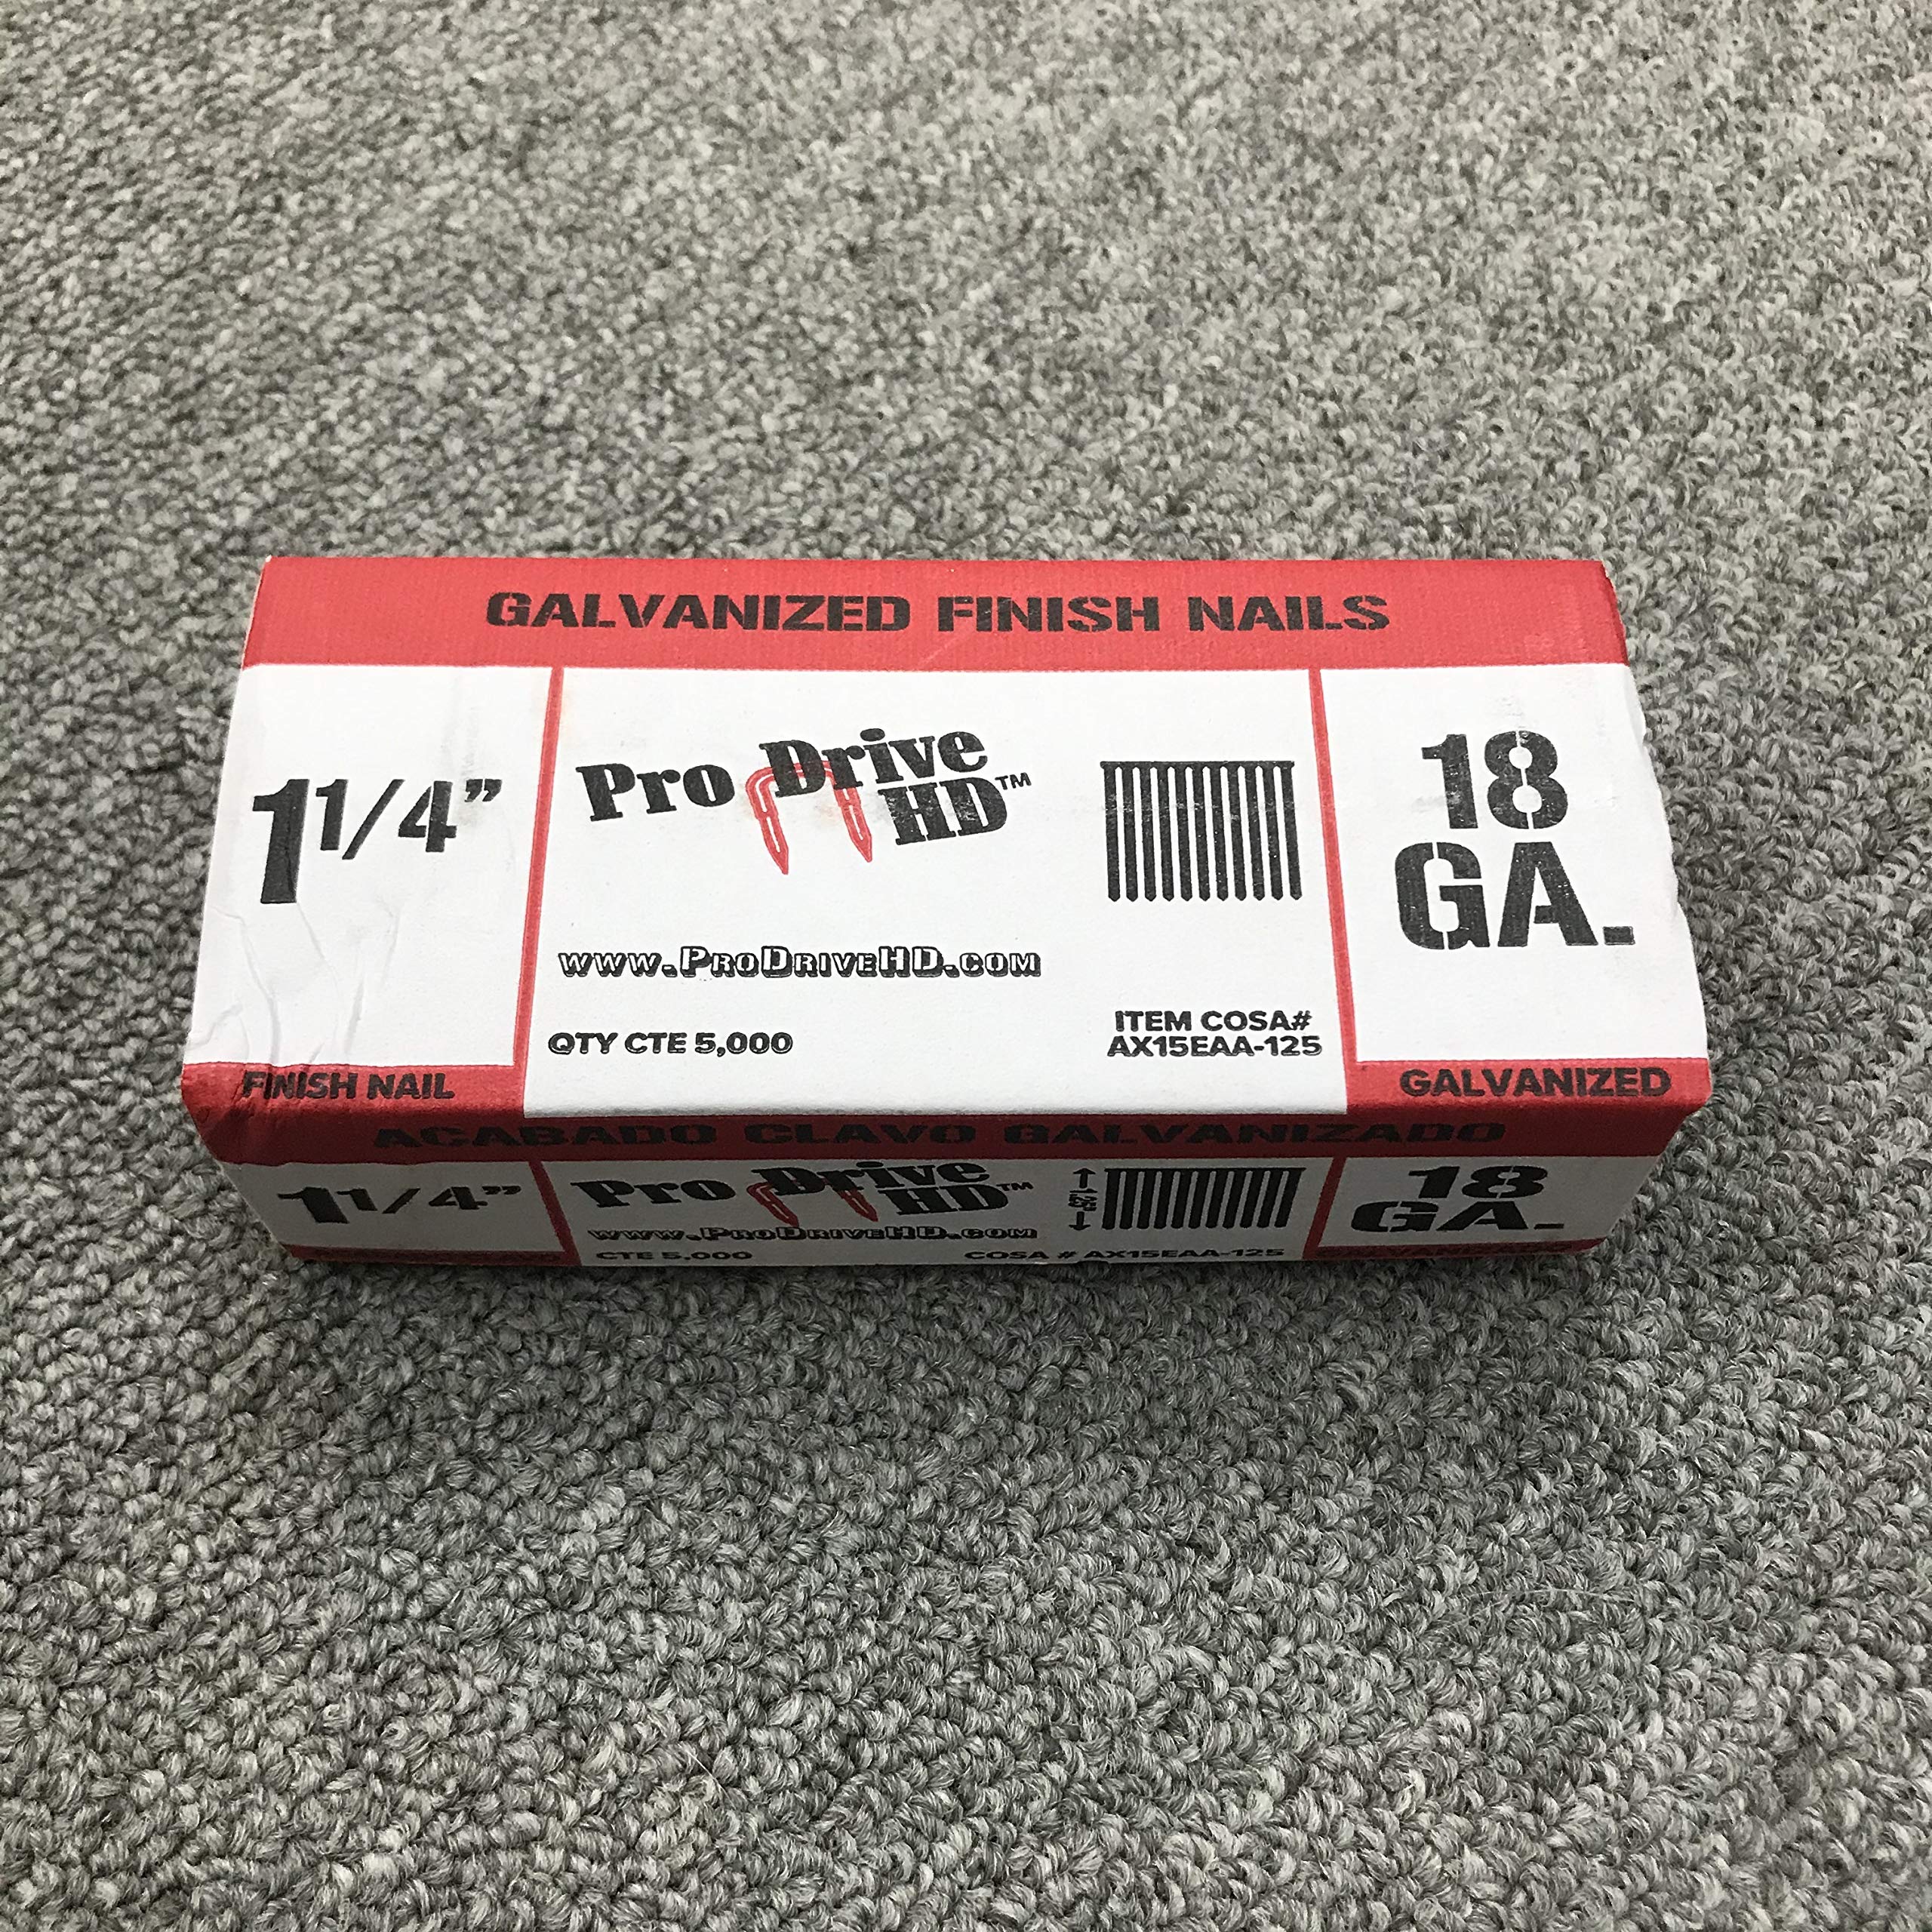 GALVANIZED FINISH NAILS
1 1/4”
Pro Drive
HD™
18
GA.
www.ProDriveHD.com
QTY CTE 5,000
ITEM COSA#
AX15EAA-125
FINISH NAIL
GALVANIZED
ACABADO CLAVO GALVANIZADO
1 1/4”
Pro Drive
HD™
18
GA.
www.ProDriveHD.com
CTE 5,000
COSA # AX15EAA-125